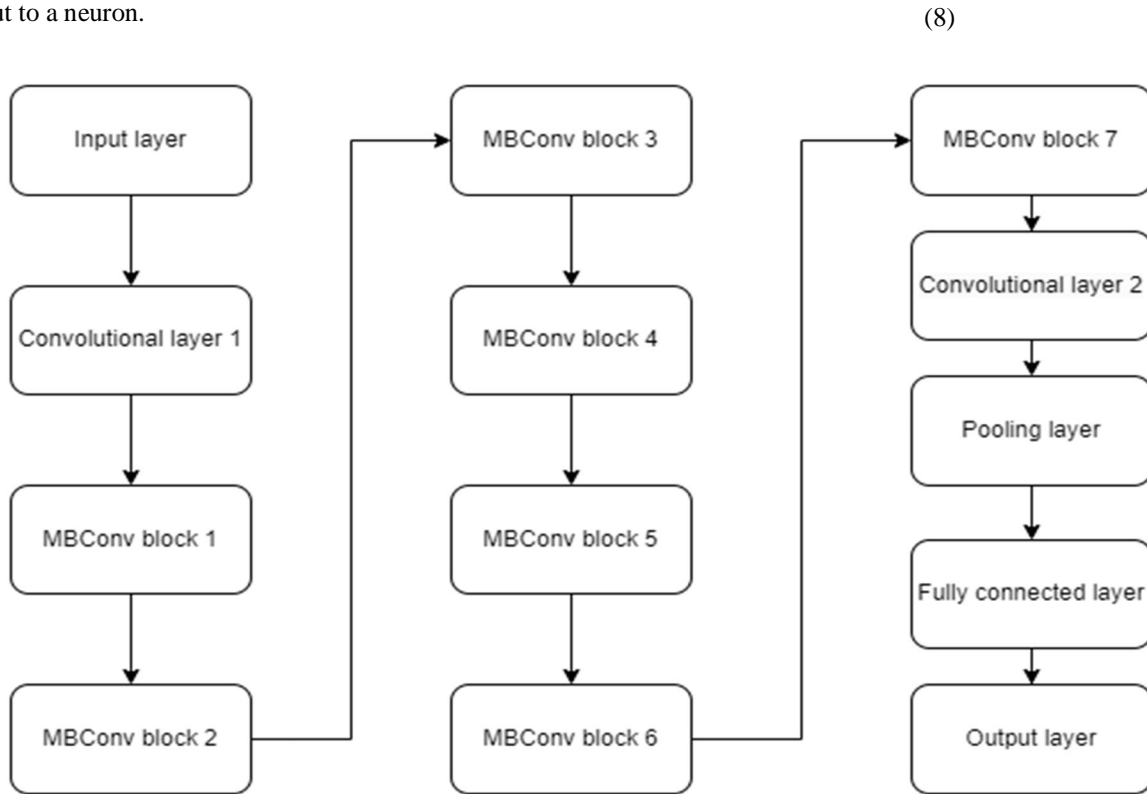 ut to a neuron.
(8)
Input layer
Convolutional layer 1
MBConv block 1
MBConv block 2
MBConv block 3
MBConv block 4
MBConv block 5
MBConv block 6
MBConv block 7
Convolutional layer 2
Pooling layer
Fully connected layer
Output layer